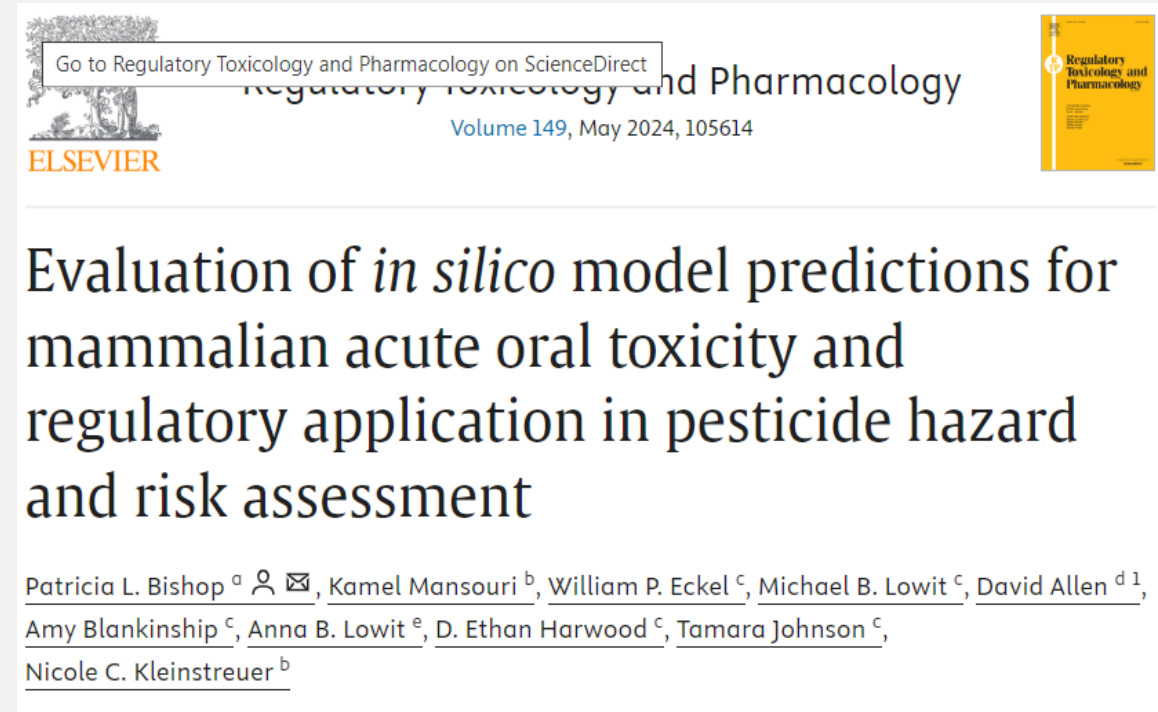 Go to Regulatory Toxicology and Pharmacology on ScienceDirect
Regulatory Toxicology and Pharmacology
Regulatory
Toxicology and
Pharmacology
Volume 149, May 2024, 105614
ELSEVIER
Evaluation of in silico model predictions for
mammalian acute oral toxicity and
regulatory application in pesticide hazard
and risk assessment
Patricia L. Bishop a, Kamel Mansouri b, William P. Eckel c, Michael B. Lowit c, David Allen d 1,
Amy Blankinship c, Anna B. Lowit e, D. Ethan Harwood c, Tamara Johnson c,
Nicole C. Kleinstreuer b